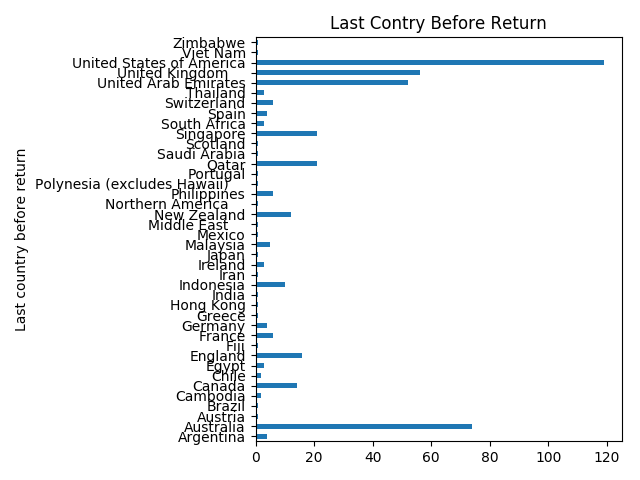 Last Contry Before Return
Zimbabwe
Viet Nam
United States of America
United Kingdom
United Arab Emirates
Thailand
Switzerland
Spain
South Africa
Singapore
Scotland
Saudi Arabia
Qatar
Portugal
Polynesia (excludes Hawaii)
Philippines
Northern America
New Zealand
Middle East
Mexico
Malaysia
Japan
Ireland
Iran
Indonesia
India
Hong Kong
Greece
Germany
France
Fiji
England
Egypt
Chile
Canada
Cambodia
Brazil
Austria
Australia
Argentina
Last country before return
0 20 40 60 80 100 120